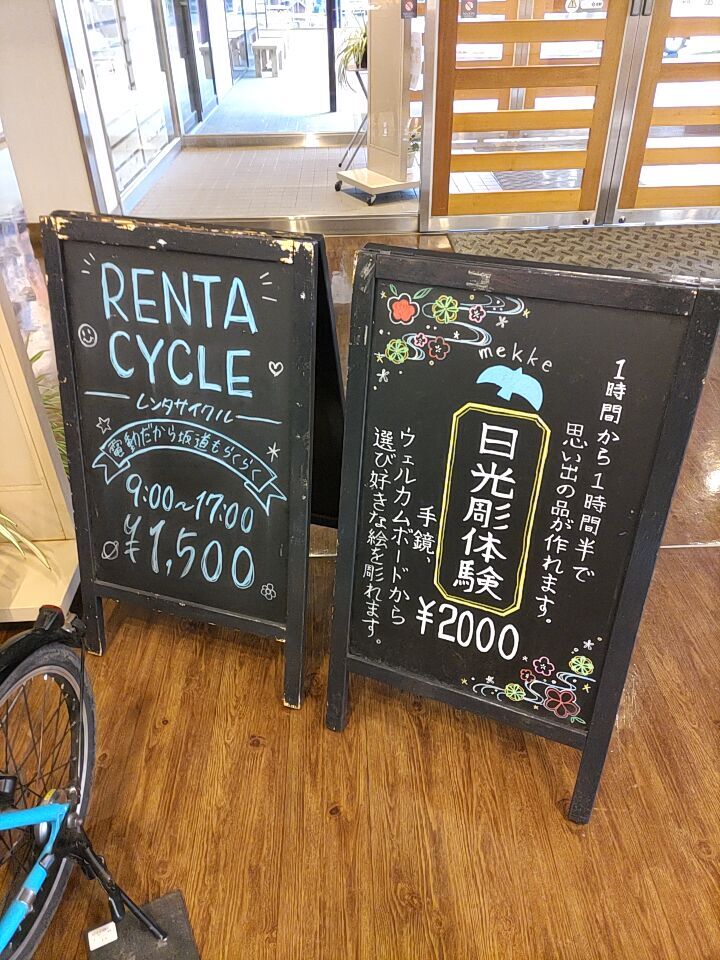 RENTA
CYCLE
レンタサイクル
電動だから坂道もらくらく
9:00~17:00
¥1,500
mekke
1時間から1時間半で
思い出の品が作れます.
日光彫体験
¥2000
手鏡、
ウェルカムボードから
選び好きな絵を彫れます。